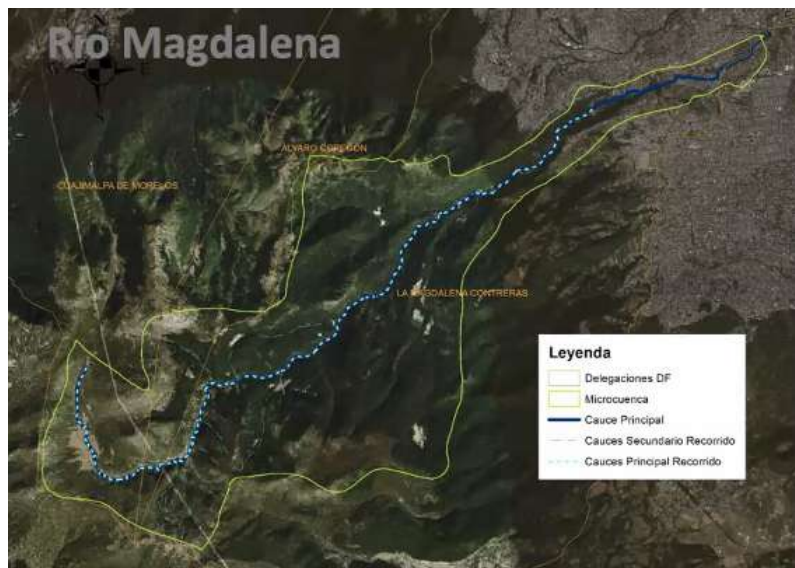 Río Magdalena
ALVARO OBREGON
CUAJIMALPA DE MORELOS
LA MAGDALENA CONTRERAS
Leyenda
Delegaciones DF
Microcuenca
Cauce Principal
Cauces Secundario Recorrido
Cauces Principal Recorrido